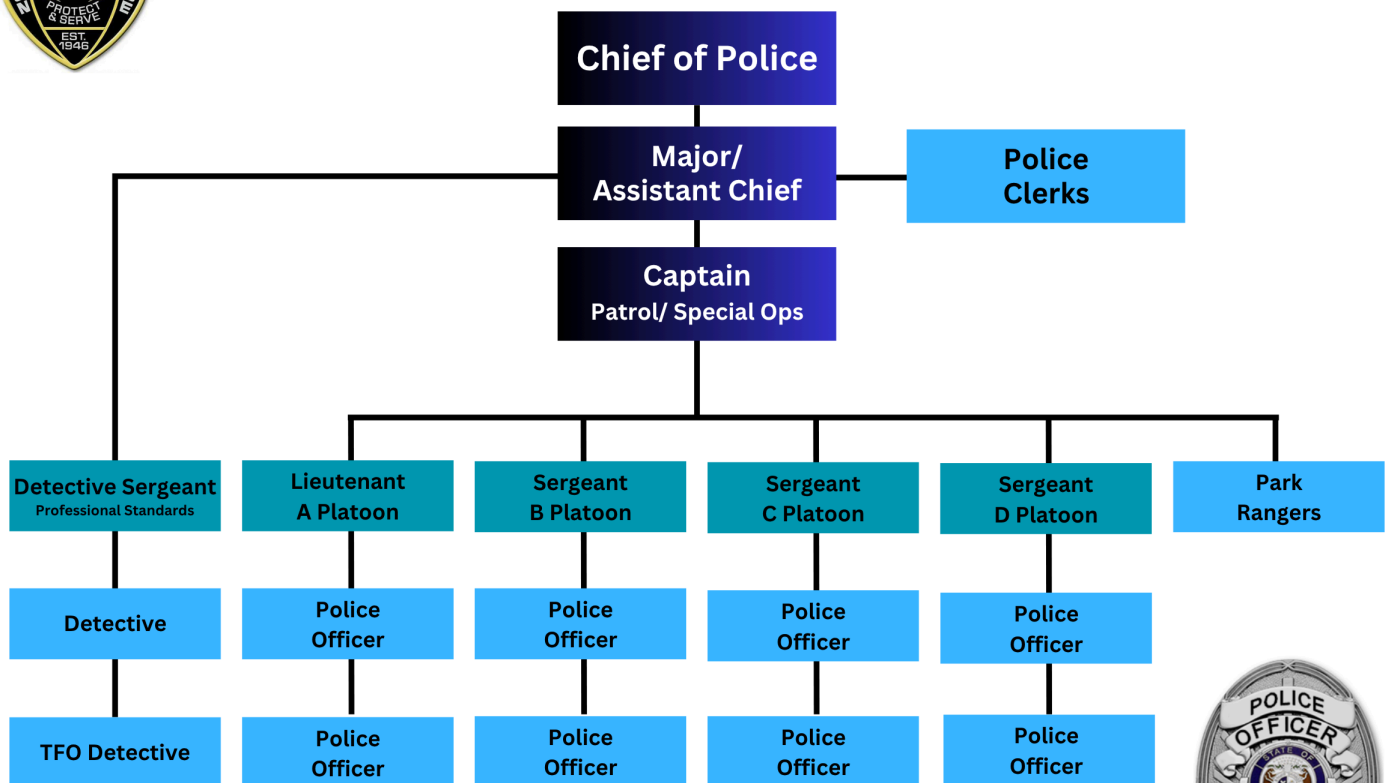 PROTECT
& SERVE
EST.
1946
Chief of Police
Major/
Assistant Chief
Police
Clerks
Captain
Patrol/ Special Ops
Detective Sergeant
Professional Standards
Lieutenant
A Platoon
Sergeant
B Platoon
Sergeant
C Platoon
Sergeant
D Platoon
Park
Rangers
Detective
Police
Officer
Police
Officer
Police
Officer
Police
Officer
TFO Detective
Police
Officer
Police
Officer
Police
Officer
Police
Officer
POLICE
OFFICER
STATE OF